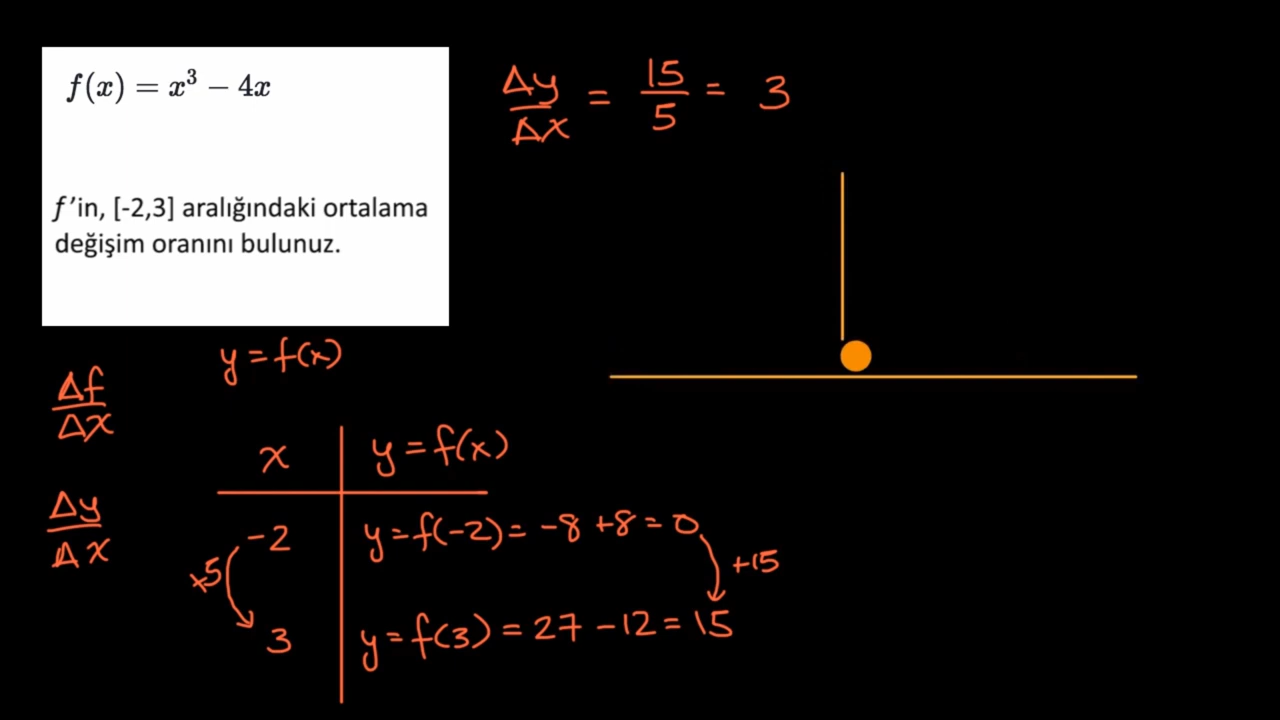 f(x) = x³ − 4x
f'in, [-2,3] aralığındaki ortalama
değişim oranını bulunuz.
Δy/Δx = 15/5 = 3
y = f(x)
Δf/Δx
Δy/Δx
x y = f(x)
-2 y = f(-2) = -8 +8 = 0
+5 +15
3 y = f(3) = 27 - 12 = 15